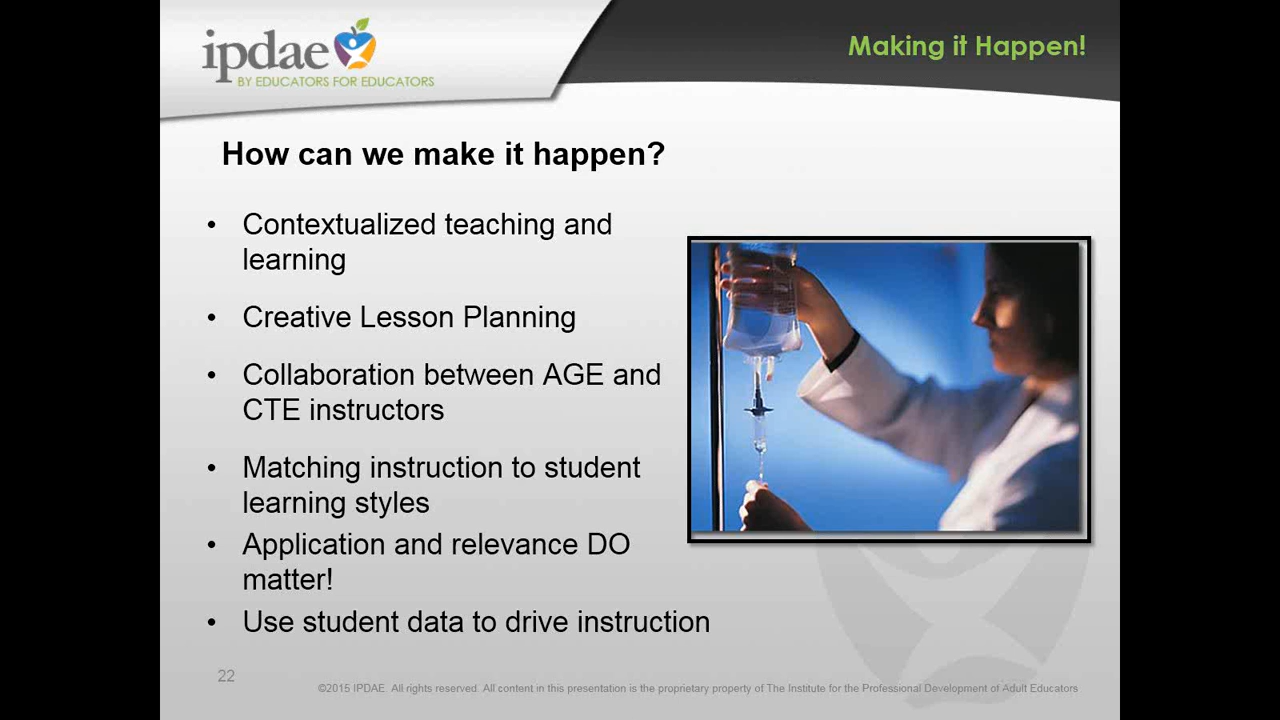 ipdae
BY EDUCATORS FOR EDUCATORS
Making it Happen!
How can we make it happen?
• Contextualized teaching and
learning
• Creative Lesson Planning
• Collaboration between AGE and
CTE instructors
• Matching instruction to student
learning styles
• Application and relevance DO
matter!
• Use student data to drive instruction
22
©2015 IPDAE. All rights reserved. All content in this presentation is the proprietary property of The Institute for the Professional Development of Adult Educators